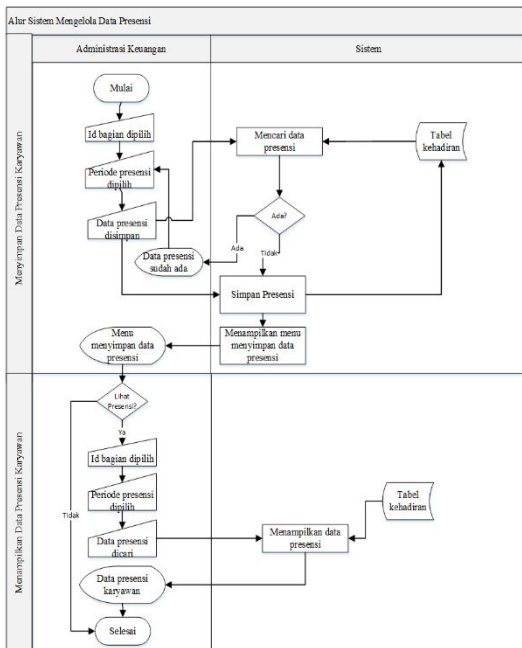 Alur Sistem Mengelola Data Presensi
Administrasi Keuangan
Sistem
Menyimpan Data Presensi Karyawan
Mulai
Id bagian dipilih
Periode presensi
dipilih
Data presensi
disimpan
Mencari data
presensi
Tabel
kehadiran
Ada?
Ada
Tidak
Data presensi
sudah ada
Simpan Presensi
Menampilkan menu
menyimpan data
presensi
Menu
menyimpan data
presensi
Menampilkan Data Presensi Karyawan
Lihat
Presensi?
Ya
Tidak
Id bagian dipilih
Periode presensi
dipilih
Data presensi
dicari
Menampilkan data
presensi
Tabel
kehadiran
Data presensi
karyawan
Selesai